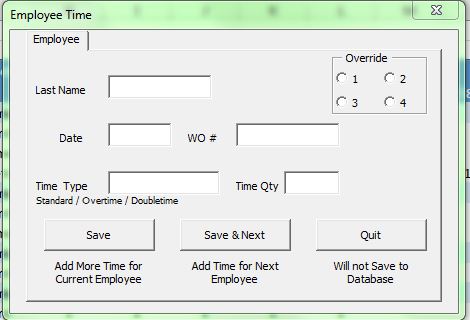 Employee Time
Employee
Override
1 2
3 4
Last Name
Date WO #
Time Type Time Qty
Standard / Overtime / Doubletime
Save Save & Next Quit
Add More Time for Add Time for Next Will not Save to
Current Employee Employee Database